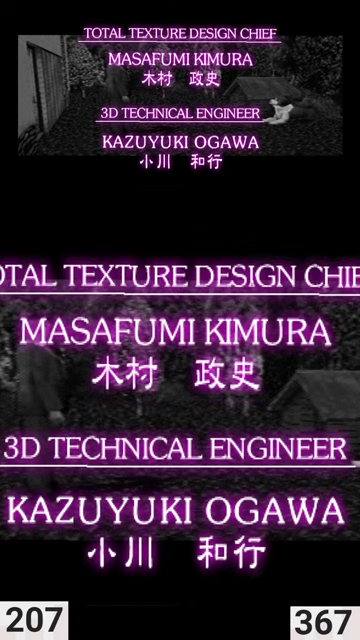 TOTAL TEXTURE DESIGN CHIEF
MASAFUMI KIMURA
木村 政史
3D TECHNICAL ENGINEER
KAZUYUKI OGAWA
小川 和行
OTAL TEXTURE DESIGN CHIE
MASAFUMI KIMURA
木村 政史
3D TECHNICAL ENGINEER
KAZUYUKI OGAWA
小川 和行
207
367